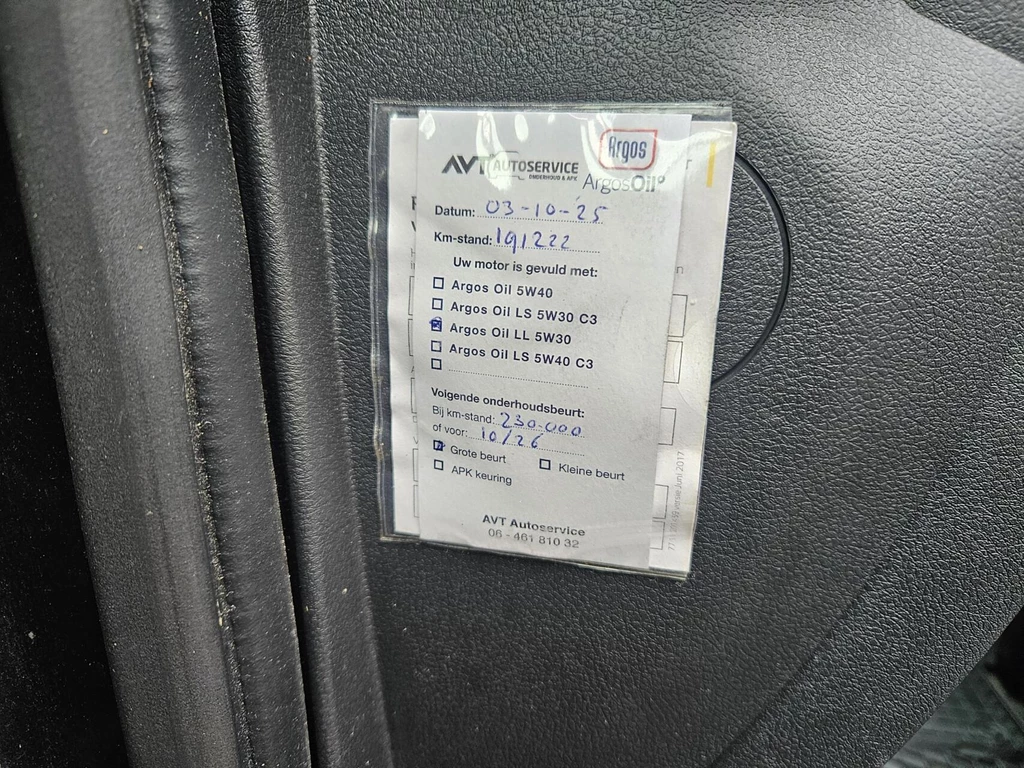 Argos
AVT AUTOSERVICE
ONDERHOUD & APK
ArgosOil
Datum: 03-10-25
Km-stand: 191222
Uw motor is gevuld met:
Argos Oil 5W40
Argos Oil LS 5W30 C3
Argos Oil LL 5W30
Argos Oil LS 5W40 C3
Volgende onderhoudsbeurt:
Bij km-stand: 230.000
of voor: 10/26
Grote beurt
Kleine beurt
APK keuring
AVT Autoservice
06 - 461 810 32
Juni 2017